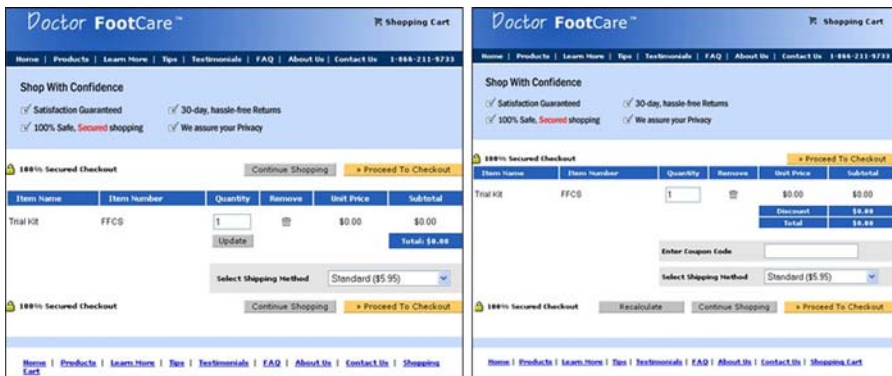 Doctor FootCare™
Shopping Cart
Home | Products | Learn More | Tips | Testimonials | FAQ | About Us | Contact Us 1-866-211-9733
Shop With Confidence
Satisfaction Guaranteed 30-day, hassle-free Returns
100% Safe, Secured shopping We assure your Privacy
100% Secured Checkout Continue Shopping » Proceed To Checkout
Item Name Item Number Quantity Remove Unit Price Subtotal
Trial Kit FFCS 1 $0.00 $0.00
Update Total: $0.00
Select Shipping Method Standard ($5.95)
100% Secured Checkout Continue Shopping » Proceed To Checkout
Home | Products | Learn More | Tips | Testimonials | FAQ | About Us | Contact Us | Shopping
Cart
Doctor FootCare™
Shopping Cart
Home | Products | Learn More | Tips | Testimonials | FAQ | About Us | Contact Us 1-866-211-9733
Shop With Confidence
Satisfaction Guaranteed 30-day, hassle-free Returns
100% Safe, Secured shopping We assure your Privacy
100% Secured Checkout » Proceed To Checkout
Item Name Item Number Quantity Remove Unit Price Subtotal
Trial Kit FFCS 1 $0.00 $0.00
Discount $0.00
Total $0.00
Enter Coupon Code
Select Shipping Method Standard ($5.95)
100% Secured Checkout Recalculate Continue Shopping » Proceed To Checkout
Home | Products | Learn More | Tips | Testimonials | FAQ | About Us | Contact Us | Shopping Cart